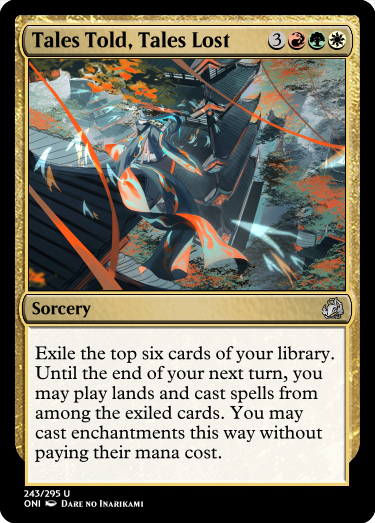 Tales Told, Tales Lost 3
Sorcery
Exile the top six cards of your library.
Until the end of your next turn, you
may play lands and cast spells from
among the exiled cards. You may
cast enchantments this way without
paying their mana cost.
243/295 U
ONI Dare no Inarikami